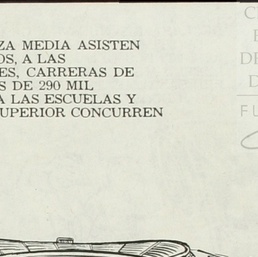 ZA MEDIA ASISTEN
OS, A LAS
ES, CARRERAS DE
S DE 290 MIL
A LAS ESCUELAS Y
SUPERIOR CONCURREN